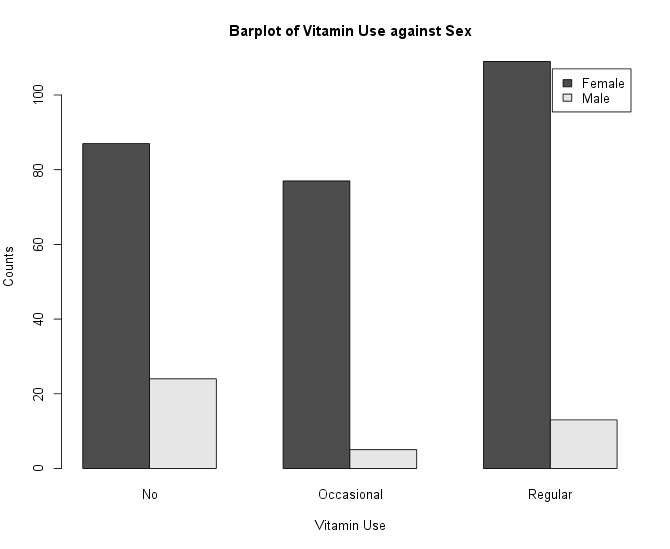 Barplot of Vitamin Use against Sex
Female
Male
100
80
60
40
20
0
Counts
No
Occasional
Regular
Vitamin Use